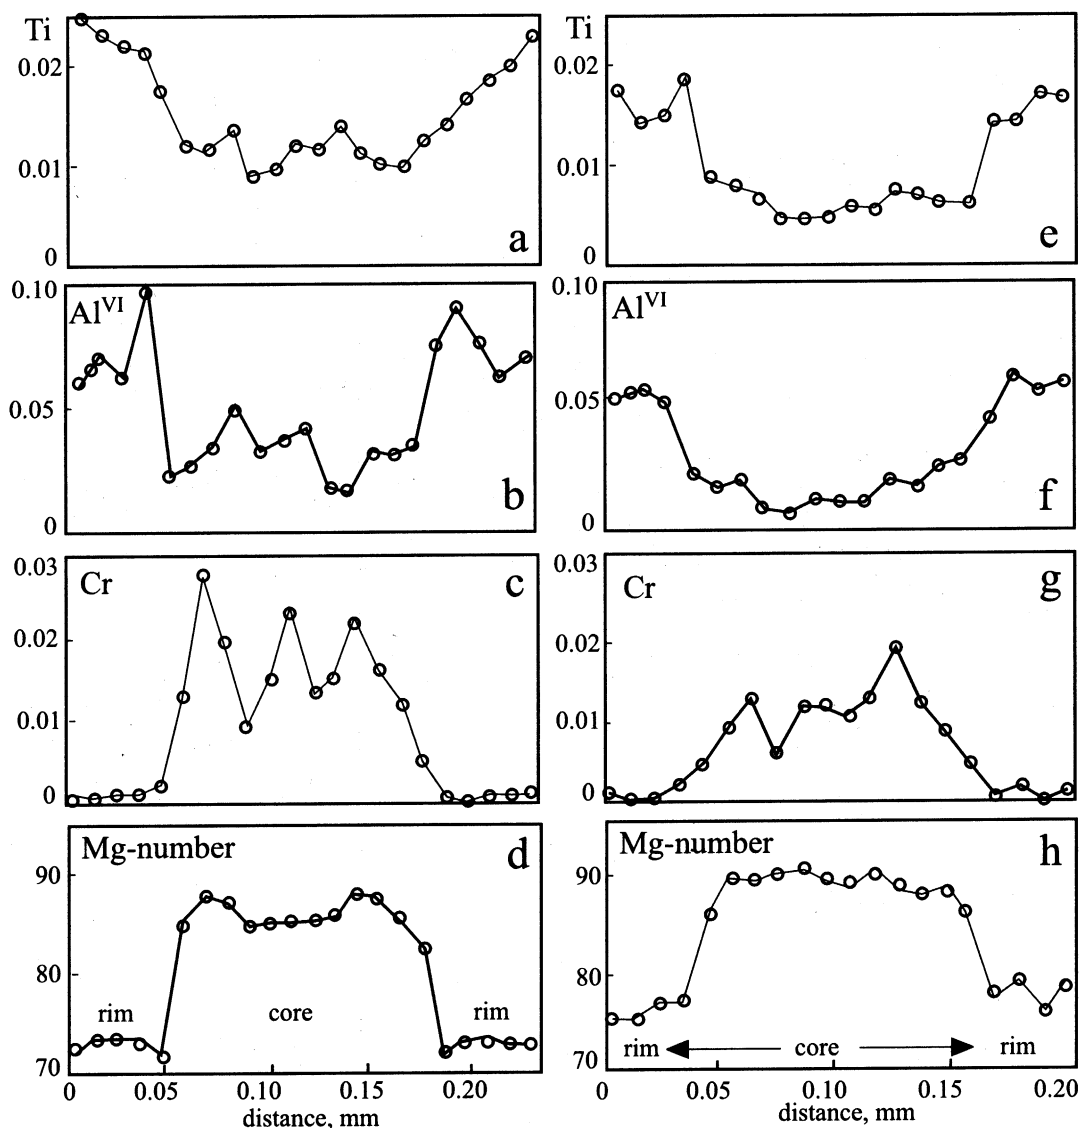 Ti
0.02
0.01
0
a
Ti
0.02
0.01
0
e
0.10
Al^VI
0.05
0
b
0.10
Al^VI
0.05
0
f
0.03
Cr
0.02
0.01
0
c
0.03
Cr
0.02
0.01
0
g
Mg-number
90
80
70
d
rim
core
rim
0 0.05 0.10 0.15 0.20
distance, mm
Mg-number
90
80
70
h
rim core rim
0 0.05 0.10 0.15 0.20
distance, mm